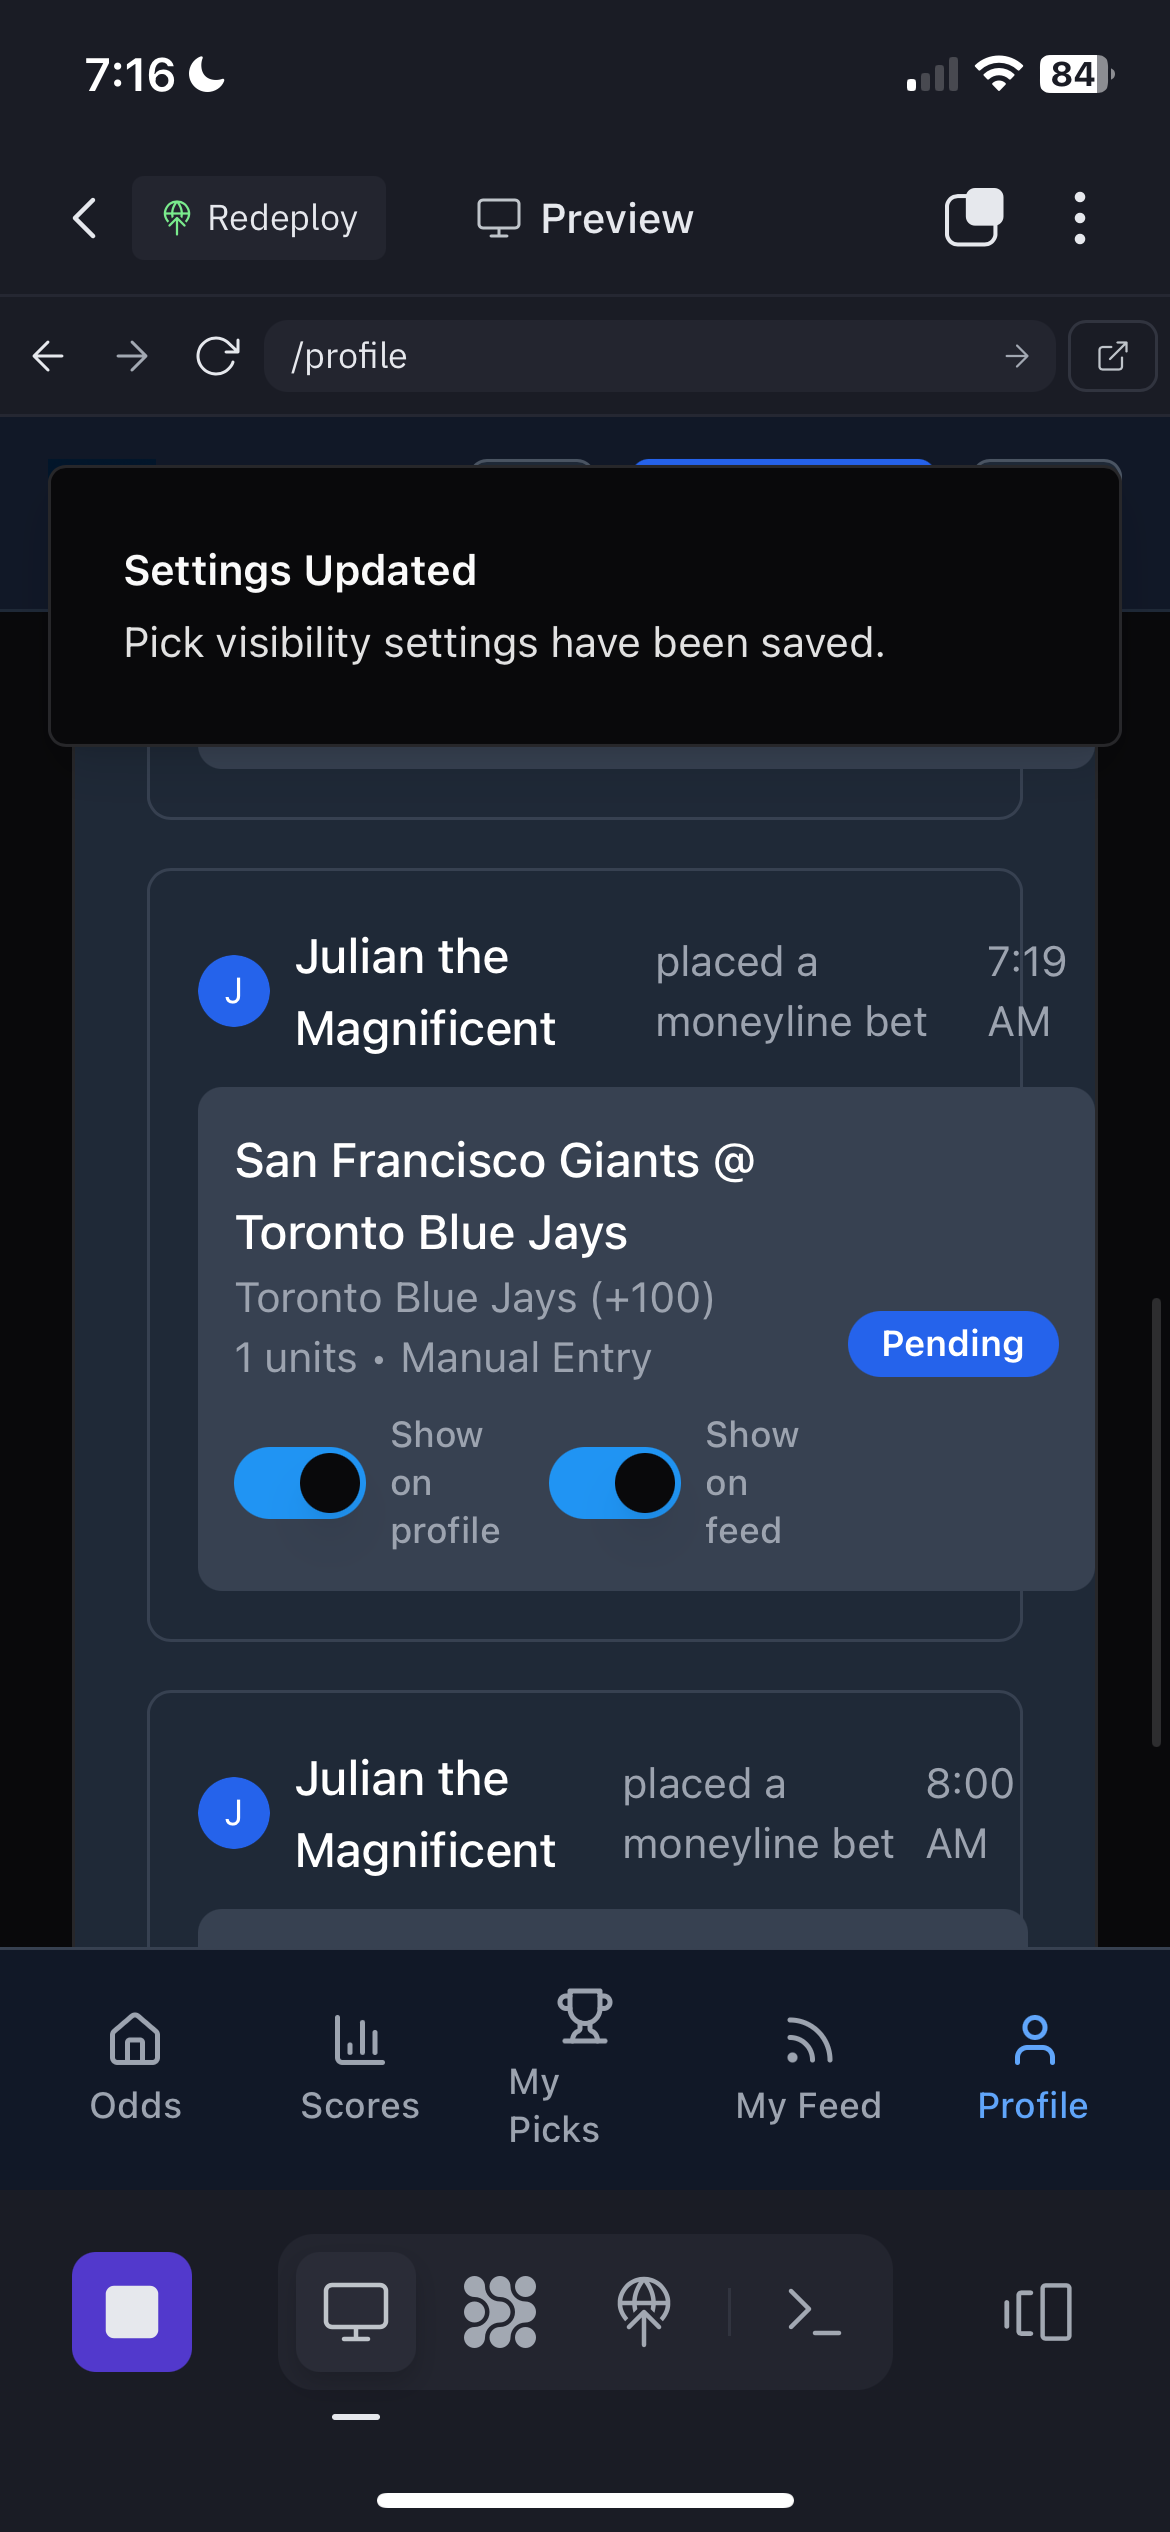 7:16
84
Redeploy
Preview
/profile
Settings Updated
Pick visibility settings have been saved.
J
Julian the
Magnificent
placed a
moneyline bet
7:19
AM
San Francisco Giants @
Toronto Blue Jays
Toronto Blue Jays (+100)
1 units • Manual Entry
Pending
Show
on
profile
Show
on
feed
J
Julian the
Magnificent
placed a
moneyline bet
8:00
AM
Odds
Scores
My
Picks
My Feed
Profile